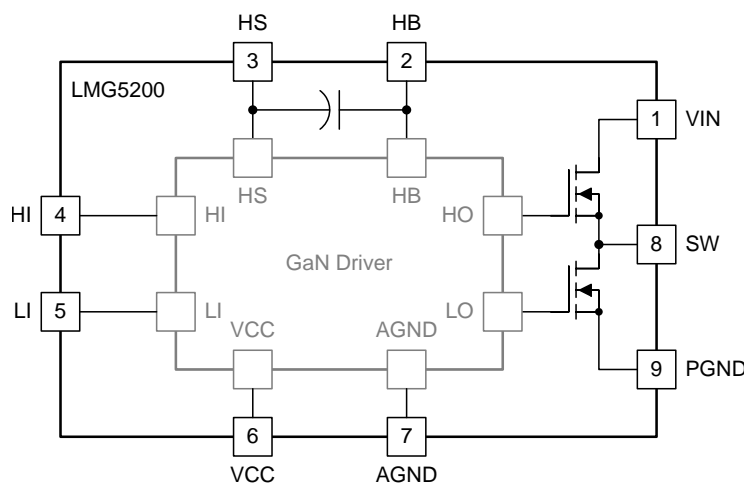 HS
HB
3
2
LMG5200
1
VIN
HS
HB
HI
4
HI
HO
8
SW
GaN Driver
LI
5
LI
LO
VCC
AGND
9
PGND
6
7
VCC
AGND